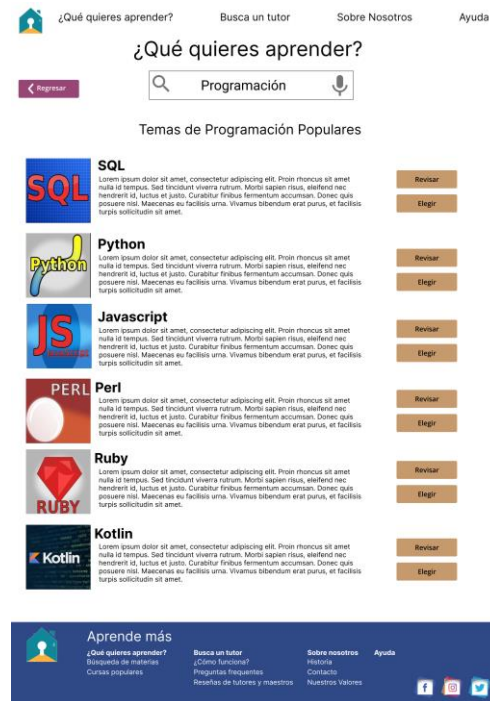 ¿Qué quieres aprender? Busca un tutor Sobre Nosotros Ayuda
¿Qué quieres aprender?
Regresar
Programación
Temas de Programación Populares
SQL
SQL
Lorem ipsum dolor sit amet, consectetur adipiscing elit. Proin rhoncus sit amet
nulla id tempus. Sed tincidunt viverra rutrum. Morbi sapien risus, eleifend nec
hendrerit id, luctus et justo. Curabitur finibus fermentum accumsan. Donec quis
posuere nisl. Maecenas eu facilisis urna. Vivamus bibendum erat purus, et facilisis
turpis sollicitudin sit amet.
Revisar
Elegir
Python
Python
Lorem ipsum dolor sit amet, consectetur adipiscing elit. Proin rhoncus sit amet
nulla id tempus. Sed tincidunt viverra rutrum. Morbi sapien risus, eleifend nec
hendrerit id, luctus et justo. Curabitur finibus fermentum accumsan. Donec quis
posuere nisl. Maecenas eu facilisis urna. Vivamus bibendum erat purus, et facilisis
turpis sollicitudin sit amet.
Revisar
Elegir
JS
Javascript
Lorem ipsum dolor sit amet, consectetur adipiscing elit. Proin rhoncus sit amet
nulla id tempus. Sed tincidunt viverra rutrum. Morbi sapien risus, eleifend nec
hendrerit id, luctus et justo. Curabitur finibus fermentum accumsan. Donec quis
posuere nisl. Maecenas eu facilisis urna. Vivamus bibendum erat purus, et facilisis
turpis sollicitudin sit amet.
Revisar
Elegir
PERL
Perl
Lorem ipsum dolor sit amet, consectetur adipiscing elit. Proin rhoncus sit amet
nulla id tempus. Sed tincidunt viverra rutrum. Morbi sapien risus, eleifend nec
hendrerit id, luctus et justo. Curabitur finibus fermentum accumsan. Donec quis
posuere nisl. Maecenas eu facilisis urna. Vivamus bibendum erat purus, et facilisis
turpis sollicitudin sit amet.
Revisar
Elegir
RUBY
Ruby
Lorem ipsum dolor sit amet, consectetur adipiscing elit. Proin rhoncus sit amet
nulla id tempus. Sed tincidunt viverra rutrum. Morbi sapien risus, eleifend nec
hendrerit id, luctus et justo. Curabitur finibus fermentum accumsan. Donec quis
posuere nisl. Maecenas eu facilisis urna. Vivamus bibendum erat purus, et facilisis
turpis sollicitudin sit amet.
Revisar
Elegir
Kotlin
Kotlin
Lorem ipsum dolor sit amet, consectetur adipiscing elit. Proin rhoncus sit amet
nulla id tempus. Sed tincidunt viverra rutrum. Morbi sapien risus, eleifend nec
hendrerit id, luctus et justo. Curabitur finibus fermentum accumsan. Donec quis
posuere nisl. Maecenas eu facilisis urna. Vivamus bibendum erat purus, et facilisis
turpis sollicitudin sit amet.
Revisar
Elegir
Aprende más
¿Qué quieres aprender?
Búsqueda de materias
Cursas populares
Busca un tutor
¿Cómo funciona?
Preguntas frequentes
Reseñas de tutores y maestros
Sobre nosotros
Historia
Contacto
Nuestros Valores
Ayuda